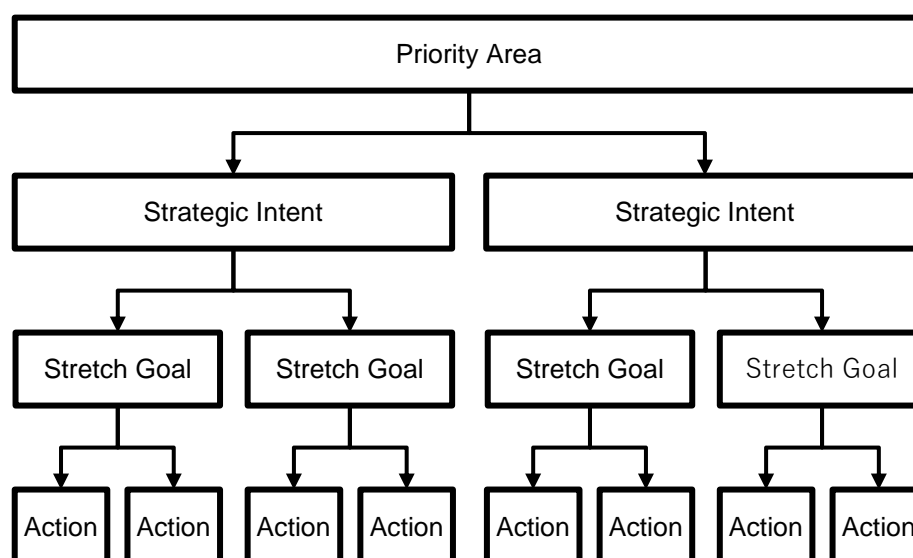 Priority Area
Strategic Intent
Strategic Intent
Stretch Goal
Stretch Goal
Stretch Goal
Stretch Goal
Action
Action
Action
Action
Action
Action
Action
Action